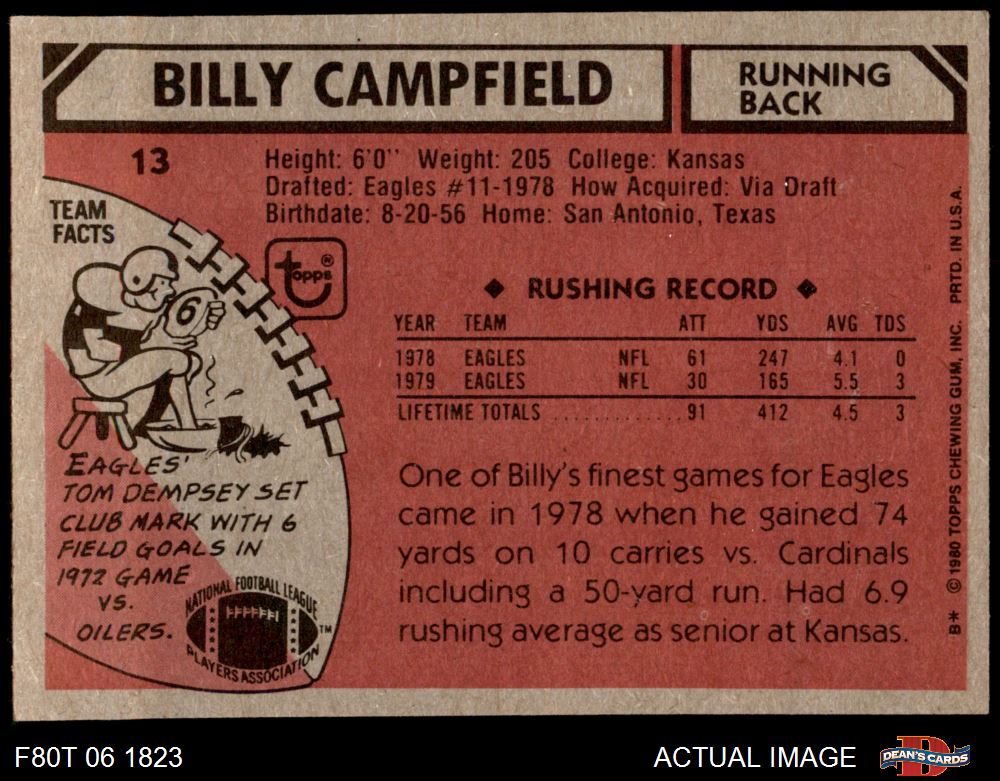 BILLY CAMPFIELD
RUNNING
BACK
13
Height: 6'0" Weight: 205 College: Kansas
Drafted: Eagles #11-1978 How Acquired: Via Draft
Birthdate: 8-20-56 Home: San Antonio, Texas
TEAM
FACTS
topps ®
6
◆ RUSHING RECORD ◆
YEAR TEAM ATT YDS AVG TDS
1978 EAGLES NFL 61 247 4.1 0
1979 EAGLES NFL 30 165 5.5 3
LIFETIME TOTALS ............ 91 412 4.5 3
EAGLES'
TOM DEMPSEY SET
CLUB MARK WITH 6
FIELD GOALS IN
1972 GAME
VS.
OILERS.
NATIONAL FOOTBALL LEAGUE
PLAYERS ASSOCIATION
™
One of Billy's finest games for Eagles
came in 1978 when he gained 74
yards on 10 carries vs. Cardinals
including a 50-yard run. Had 6.9
rushing average as senior at Kansas.
B* © 1980 TOPPS CHEWING GUM, INC. PRTD. IN U.S.A.
F80T 06 1823
ACTUAL IMAGE
DEAN'S CARDS